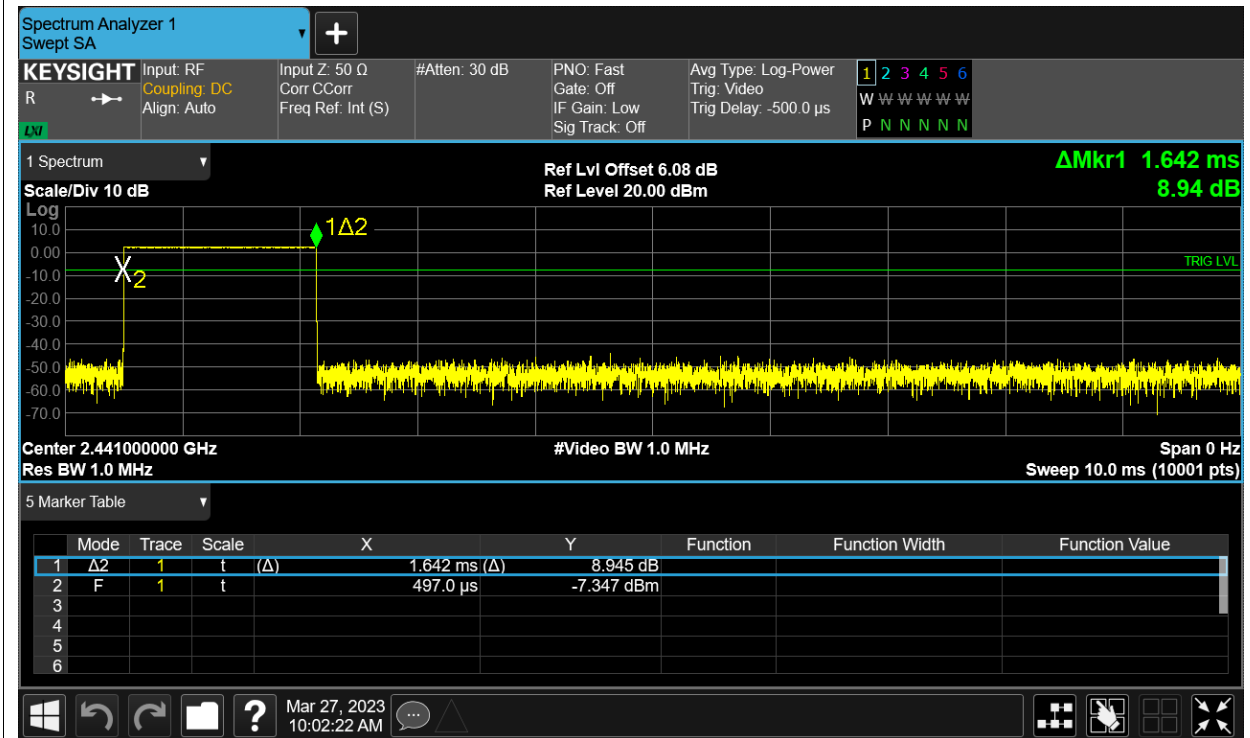 Spectrum Analyzer 1
Swept SA
KEYSIGHT
R
LXI
Input: RF
Coupling: DC
Align: Auto
Input Z: 50 Ω
Corr CCorr
Freq Ref: Int (S)
#Atten: 30 dB
PNO: Fast
Gate: Off
IF Gain: Low
Sig Track: Off
Avg Type: Log-Power
Trig: Video
Trig Delay: -500.0 µs
1 2 3 4 5 6
W W W W W W
P N N N N N
1 Spectrum
Ref Lvl Offset 6.08 dB
ΔMkr1 1.642 ms
Scale/Div 10 dB
Ref Level 20.00 dBm
8.94 dB
Log
10.0
0.00
-10.0
-20.0
-30.0
-40.0
-50.0
-60.0
-70.0
1Δ2
X2
TRIG LVL
Center 2.441000000 GHz
#Video BW 1.0 MHz
Span 0 Hz
Res BW 1.0 MHz
Sweep 10.0 ms (10001 pts)
5 Marker Table
Mode Trace Scale X Y Function Function Width Function Value
1 Δ2 1 t (Δ) 1.642 ms (Δ) 8.945 dB
2 F 1 t 497.0 µs -7.347 dBm
3
4
5
6
?
Mar 27, 2023
10:02:22 AM